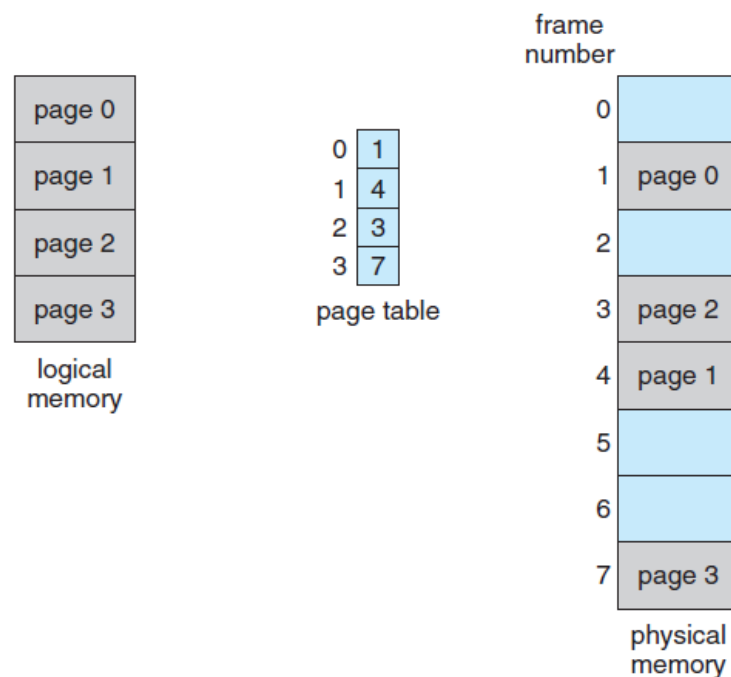 page 0
page 1
page 2
page 3
logical
memory
0 1
1 4
2 3
3 7
page table
frame
number
0
1 page 0
2
3 page 2
4 page 1
5
6
7 page 3
physical
memory